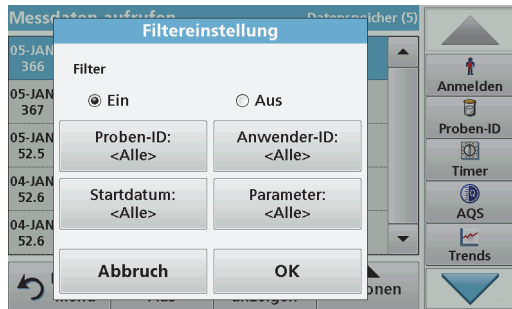 Messdaten aufrufen Datenspeicher (5)
Filtereinstellung
05-JAN
366
Filter
Anmelden
05-JAN
367
Ein Aus
Proben-ID
05-JAN
52.5
Proben-ID:
<Alle>
Anwender-ID:
<Alle>
Timer
04-JAN
52.6
Startdatum:
<Alle>
Parameter:
<Alle>
AQS
04-JAN
52.6
Trends
Abbruch OK